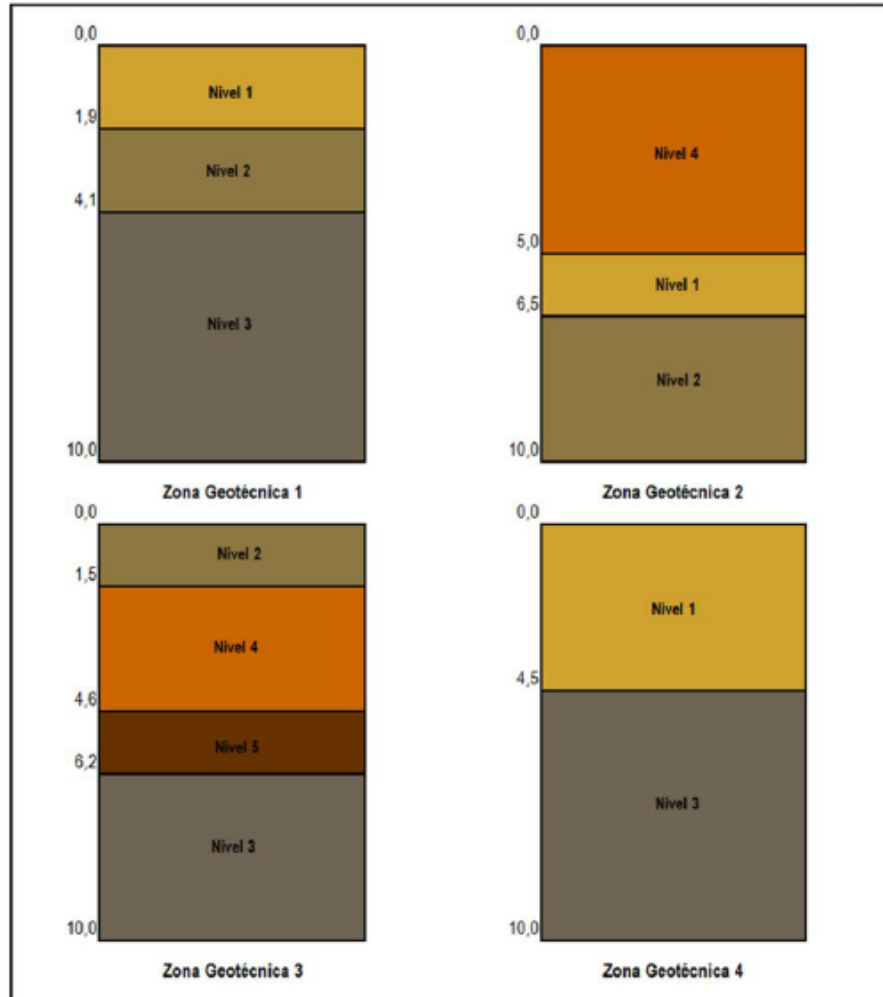 0,0
Nivel 1
1,9
Nivel 2
4,1
Nivel 3
10,0
Zona Geotécnica 1
0,0
Nivel 4
5,0
Nivel 1
6,5
Nivel 2
10,0
Zona Geotécnica 2
0,0
Nivel 2
1,5
Nivel 4
4,6
Nivel 5
6,2
Nivel 3
10,0
Zona Geotécnica 3
0,0
Nivel 1
4,5
Nivel 3
10,0
Zona Geotécnica 4